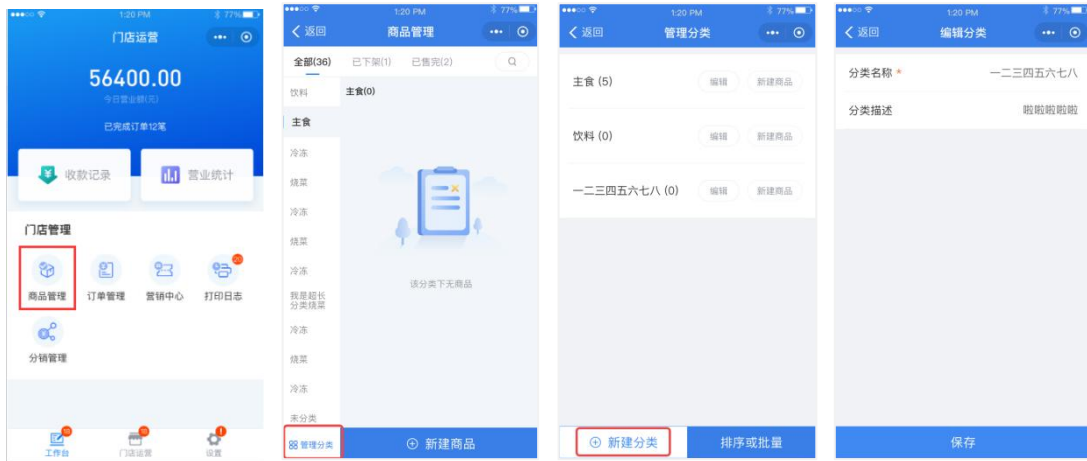 1:20 PM
77%
门店运营
56400.00
今日营业额(元)
已完成订单12笔
收款记录
营业统计
门店管理
商品管理
订单管理
营销中心
20
打印日志
分销管理
工作台
门店运营
设置
1:20 PM
77%
返回
商品管理
全部(36)
已下架(1)
已售完(2)
饮料
主食(0)
主食
冷冻
烧菜
冷冻
烧菜
冷冻
我是超长
分类烧菜
冷冻
烧菜
冷冻
未分类
该分类下无商品
管理分类
新建商品
1:20 PM
77%
返回
管理分类
主食 (5)
编辑
新建商品
饮料 (0)
编辑
新建商品
一二三四五六七八 (0)
编辑
新建商品
新建分类
排序或批量
1:20 PM
77%
返回
编辑分类
分类名称 *
一二三四五六七八
分类描述
啦啦啦啦啦
保存